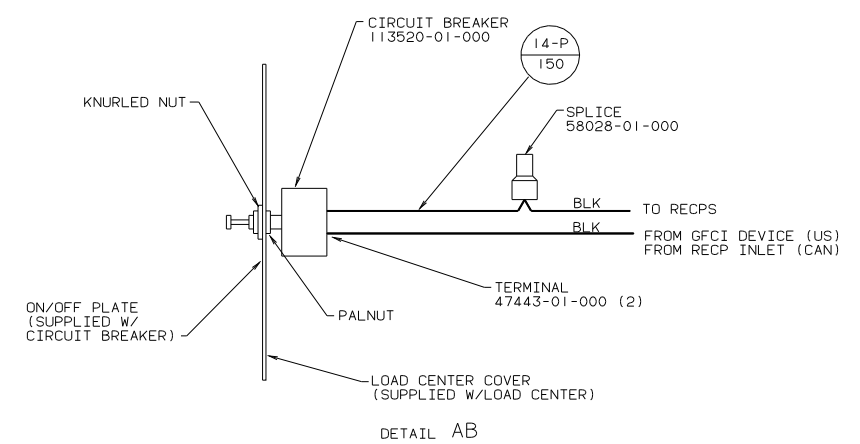 CIRCUIT BREAKER
113520-01-000
14-P
150
KNURLED NUT
SPLICE
58028-01-000
BLK
TO RECPS
BLK
FROM GFCI DEVICE (US)
FROM RECP INLET (CAN)
TERMINAL
47443-01-000 (2)
ON/OFF PLATE
(SUPPLIED W/
CIRCUIT BREAKER)
PALNUT
LOAD CENTER COVER
(SUPPLIED W/LOAD CENTER)
DETAIL AB